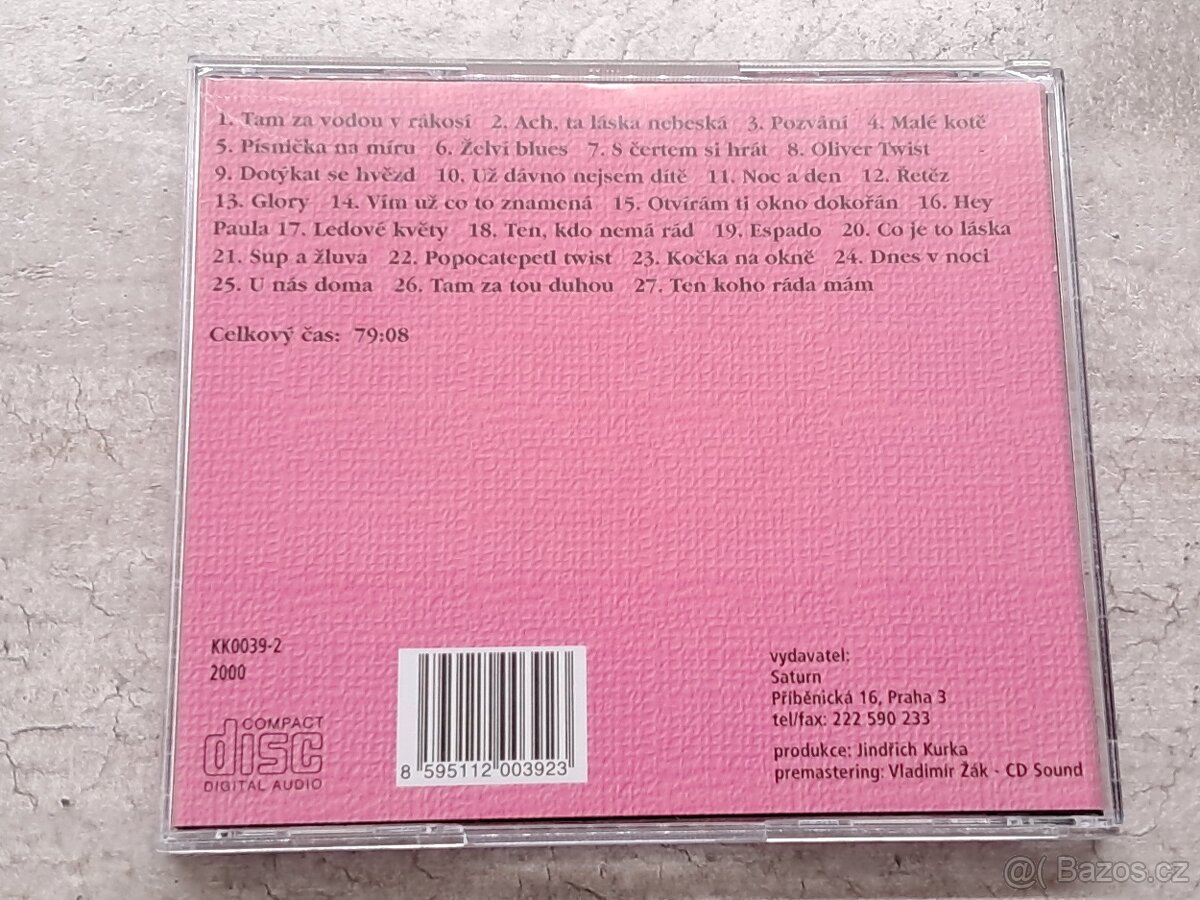 1. Tam za vodou v rákosí 2. Ach, ta láska nebeská 3. Pozvání 4. Malé kotě
5. Písnička na míru 6. Želví blues 7. S čertem si hrát 8. Oliver Twist
9. Dotýkat se hvězd 10. Už dávno nejsem dítě 11. Noc a den 12. Řetěz
13. Glory 14. Vím už co to znamená 15. Otvírám ti okno dokořán 16. Hey
Paula 17. Ledové květy 18. Ten, kdo nemá rád 19. Espado 20. Co je to láska
21. Sup a žluva 22. Popocatepetl twist 23. Kočka na okně 24. Dnes v noci
25. U nás doma 26. Tam za tou duhou 27. Ten koho ráda mám
Celkový čas: 79:08
KK0039-2
2000
COMPACT
disc
DIGITAL AUDIO
8 595112 003923
vydavatel:
Saturn
Příběnická 16, Praha 3
tel/fax: 222 590 233
produkce: Jindřich Kurka
premastering: Vladimír Žák - CD Sound
@( Bazos.cz